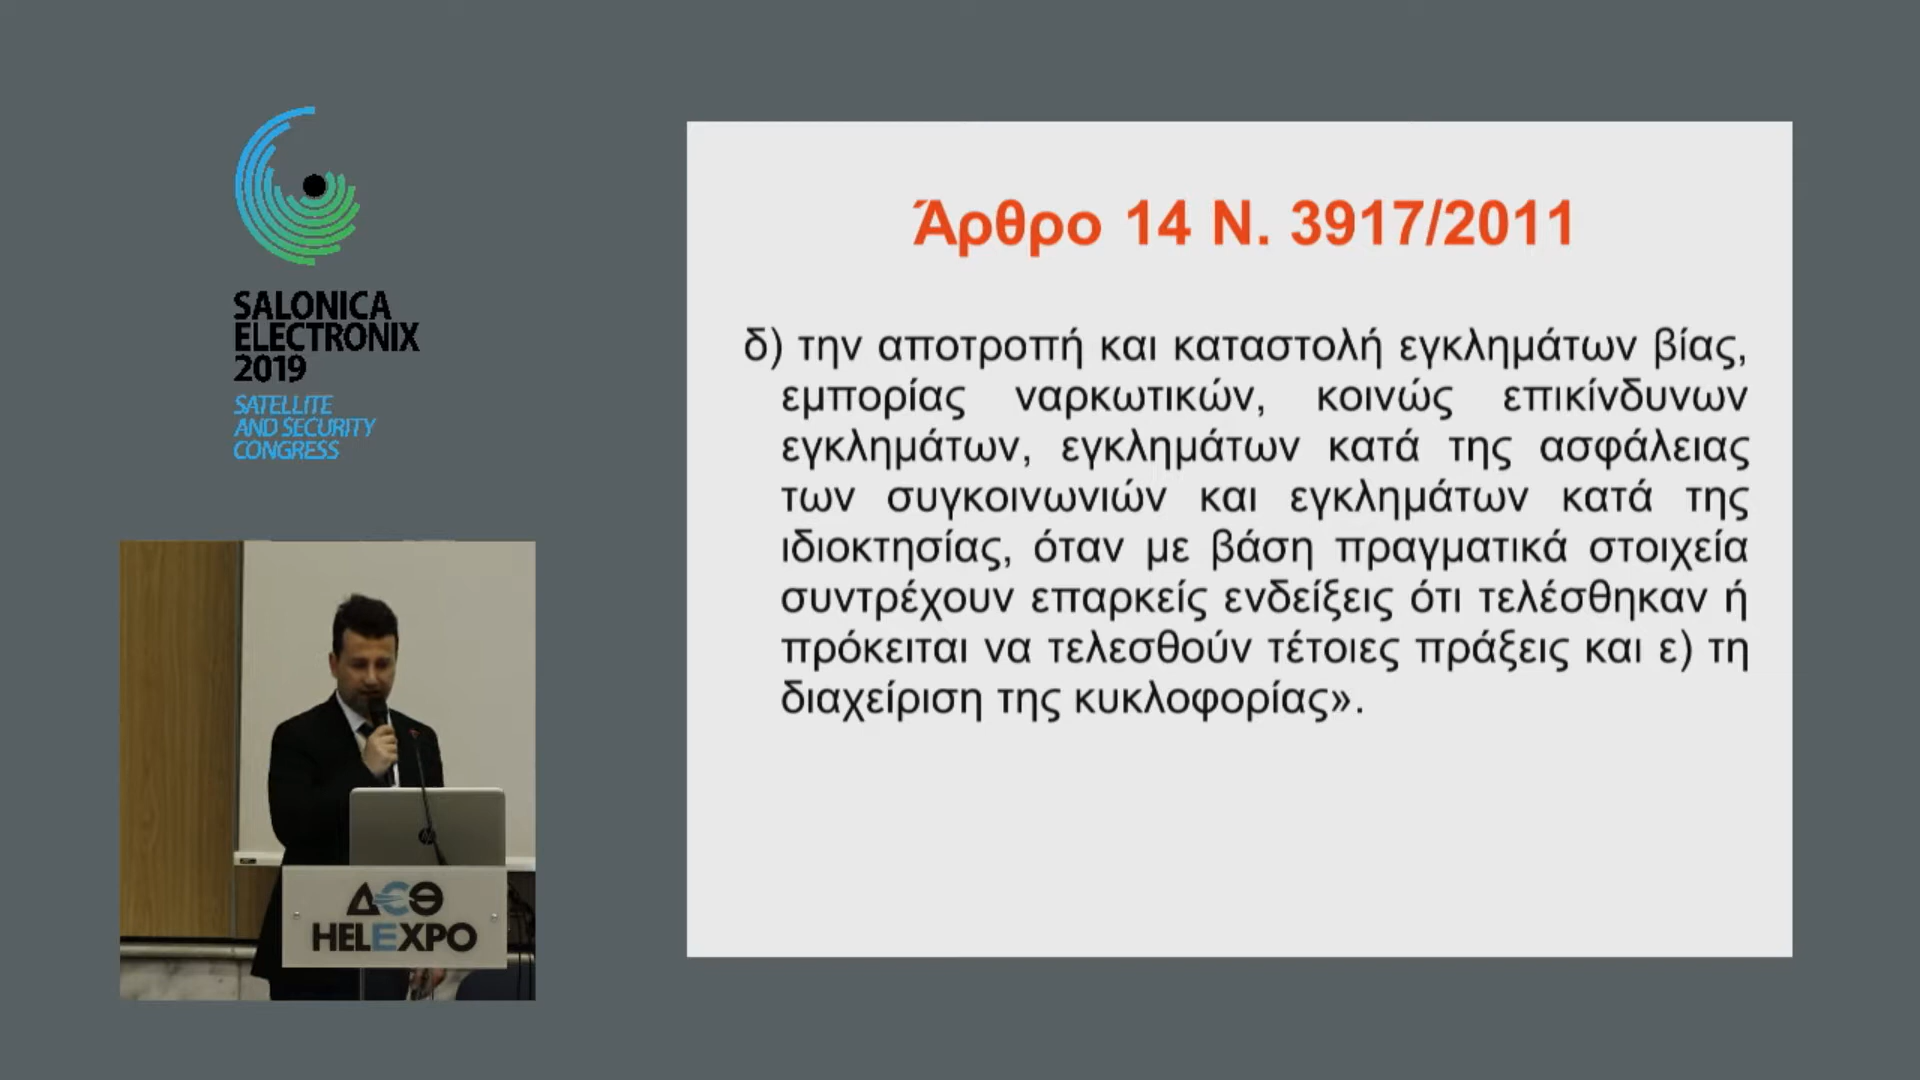 SALONICA
ELECTRONIX
2019
SATELLITE
AND SECURITY
CONGRESS
Άρθρο 14 Ν. 3917/2011
δ) την αποτροπή και καταστολή εγκλημάτων βίας,
εμπορίας ναρκωτικών, κοινώς επικίνδυνων
εγκλημάτων, εγκλημάτων κατά της ασφάλειας
των συγκοινωνιών και εγκλημάτων κατά της
ιδιοκτησίας, όταν με βάση πραγματικά στοιχεία
συντρέχουν επαρκείς ενδείξεις ότι τελέσθηκαν ή
πρόκειται να τελεσθούν τέτοιες πράξεις και ε) τη
διαχείριση της κυκλοφορίας».
ΔΕΘ
HELEXPO
hp